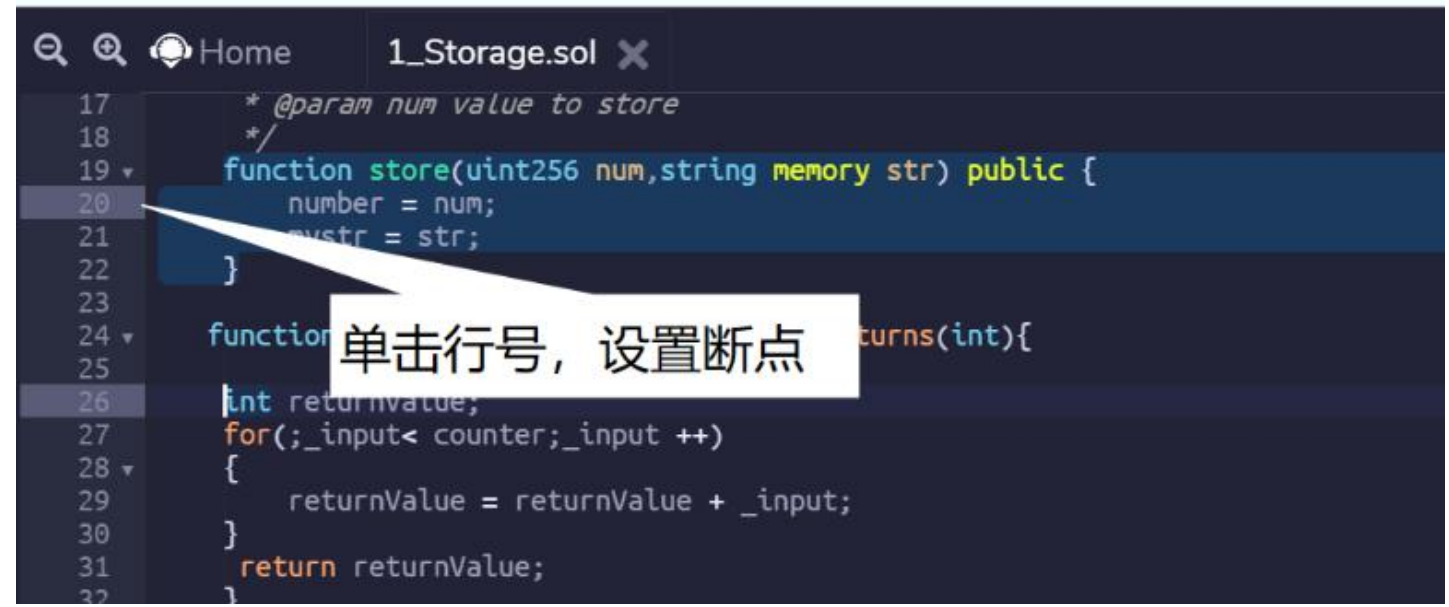 Home 1_Storage.sol
17 * @param num value to store
18 */
19 function store(uint256 num,string memory str) public {
20 number = num;
21 mystr = str;
22 }
23
24 function
单击行号，设置断点
turns(int){
25
26 int returnValue;
27 for(;_input< counter;_input ++)
28 {
29 returnValue = returnValue + _input;
30 }
31 return returnValue;
32 }